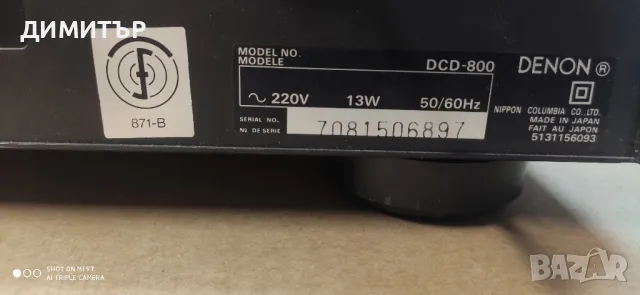 ДИМИТЪР
871-B
MODEL NO.
MODELE
DCD-800
DENON®
~ 220V 13W 50/60Hz
SERIAL NO.
NO. DE SERIE
7081506897
NIPPON COLUMBIA CO., LTD.
MADE IN JAPAN
FAIT AU JAPON
5131156093
SHOT ON MI 9T
AI TRIPLE CAMERA
BAZAR